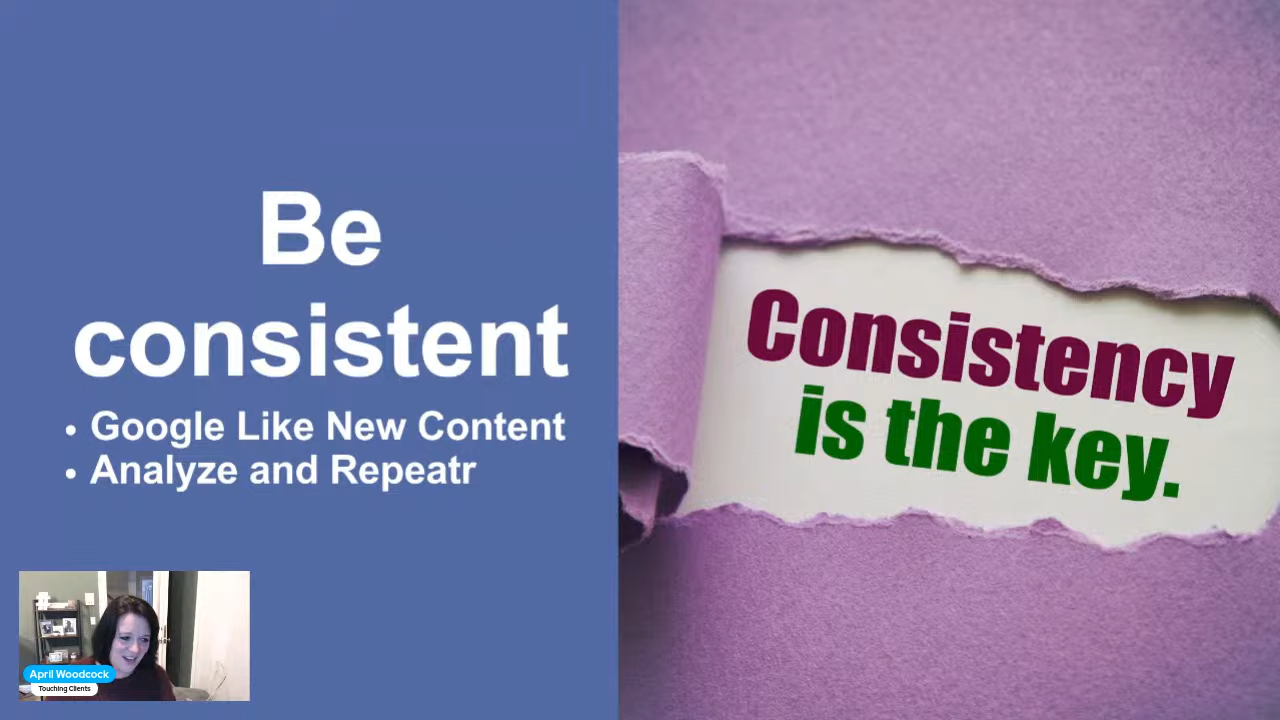 Be
consistent
• Google Like New Content
• Analyze and Repeatr
Consistency
is the key.
April Woodcock
Touching Clients